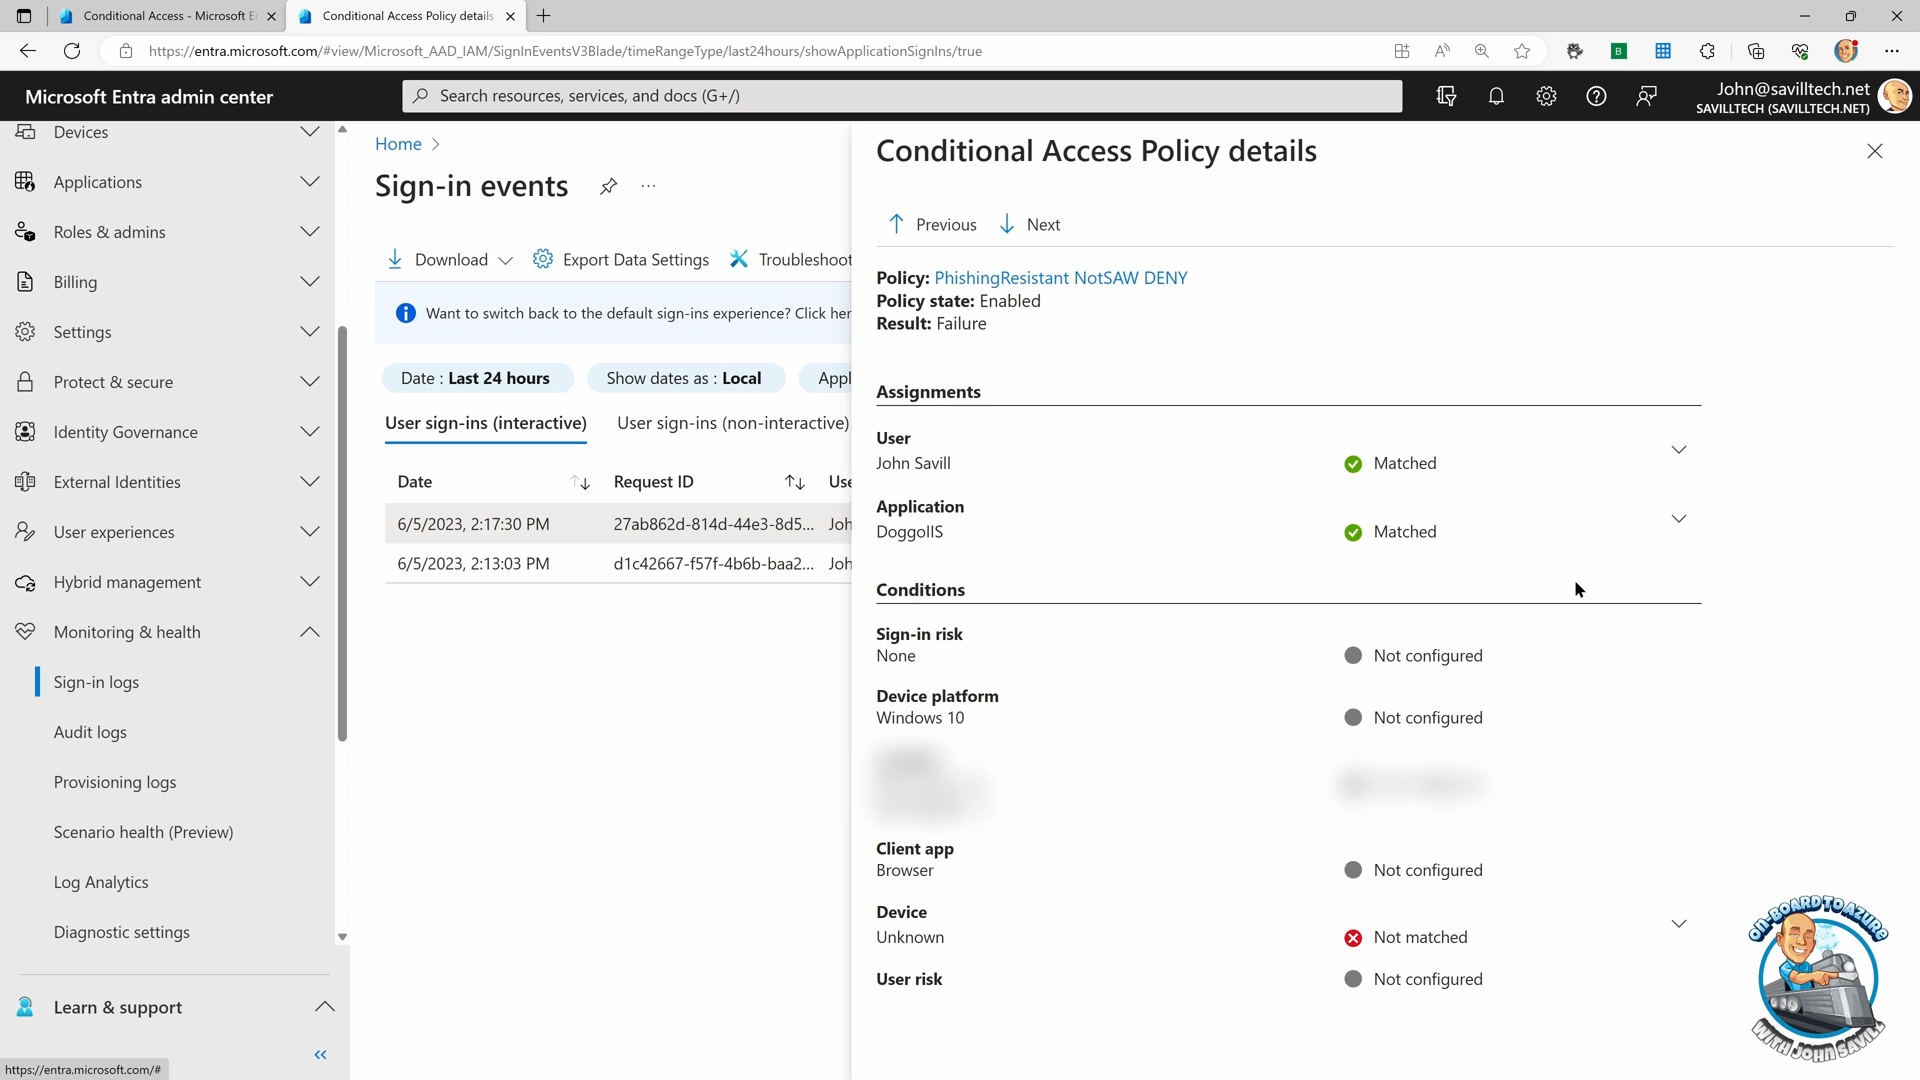 Conditional Access - Microsoft E
Conditional Access Policy details
https://entra.microsoft.com/#view/Microsoft_AAD_IAM/SignInEventsV3Blade/timeRangeType/last24hours/showApplicationSignIns/true
Microsoft Entra admin center
Search resources, services, and docs (G+/)
John@savilltech.net
SAVILLTECH (SAVILLTECH.NET)
Devices
Applications
Roles & admins
Billing
Settings
Protect & secure
Identity Governance
External Identities
User experiences
Hybrid management
Monitoring & health
Sign-in logs
Audit logs
Provisioning logs
Scenario health (Preview)
Log Analytics
Diagnostic settings
Learn & support
https://entra.microsoft.com/#
Home
Sign-in events
Download
Export Data Settings
Troubleshoot
Want to switch back to the default sign-ins experience? Click her
Date : Last 24 hours
Show dates as : Local
Appl
User sign-ins (interactive)
User sign-ins (non-interactive)
Date
Request ID
Use
6/5/2023, 2:17:30 PM
27ab862d-814d-44e3-8d5...
Joh
6/5/2023, 2:13:03 PM
d1c42667-f57f-4b6b-baa2...
Joh
Conditional Access Policy details
Previous
Next
Policy: PhishingResistant NotSAW DENY
Policy state: Enabled
Result: Failure
Assignments
User
John Savill
Matched
Application
DoggoIIS
Matched
Conditions
Sign-in risk
None
Not configured
Device platform
Windows 10
Not configured
Client app
Browser
Not configured
Device
Unknown
Not matched
User risk
Not configured
ON-BOARD TO AZURE
WITH JOHN SAVILL